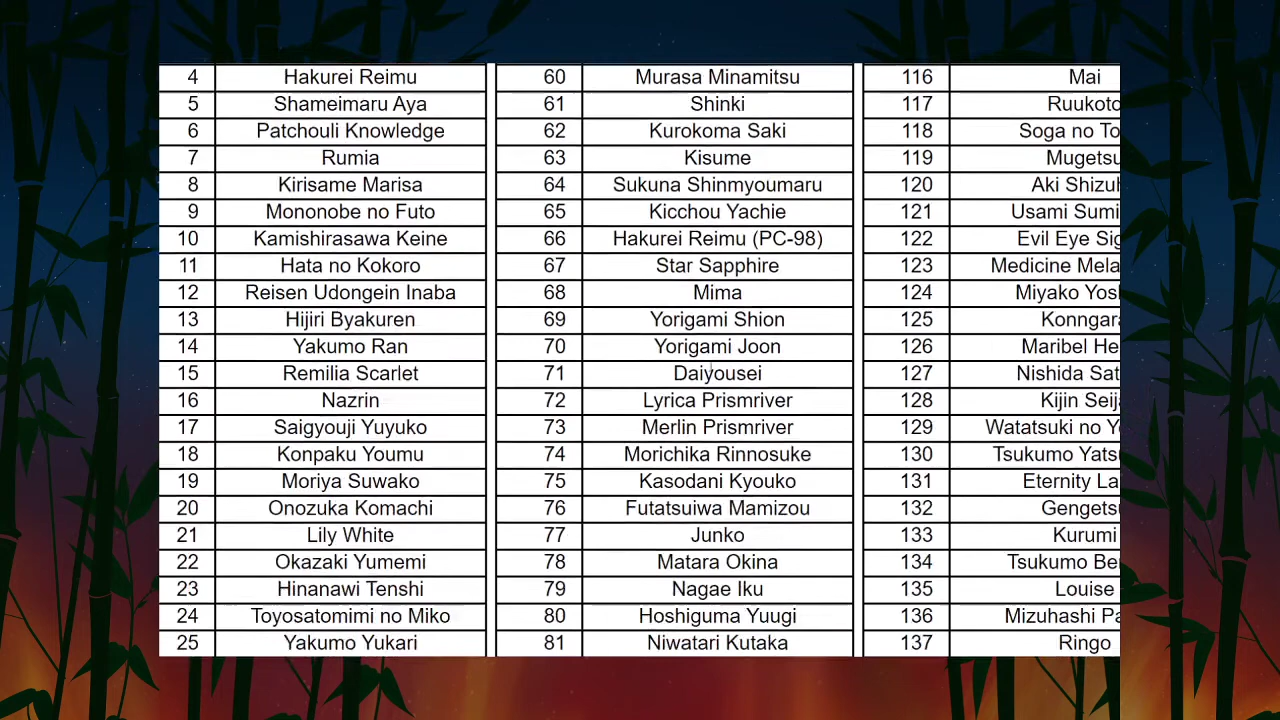 4 Hakurei Reimu 60 Murasa Minamitsu 116 Mai
5 Shameimaru Aya 61 Shinki 117 Ruukoto
6 Patchouli Knowledge 62 Kurokoma Saki 118 Soga no To
7 Rumia 63 Kisume 119 Mugetsu
8 Kirisame Marisa 64 Sukuna Shinmyoumaru 120 Aki Shizuh
9 Mononobe no Futo 65 Kicchou Yachie 121 Usami Sumi
10 Kamishirasawa Keine 66 Hakurei Reimu (PC-98) 122 Evil Eye Sig
11 Hata no Kokoro 67 Star Sapphire 123 Medicine Mela
12 Reisen Udongein Inaba 68 Mima 124 Miyako Yosh
13 Hijiri Byakuren 69 Yorigami Shion 125 Konngara
14 Yakumo Ran 70 Yorigami Joon 126 Maribel He
15 Remilia Scarlet 71 Daiyousei 127 Nishida Sat
16 Nazrin 72 Lyrica Prismriver 128 Kijin Seija
17 Saigyouji Yuyuko 73 Merlin Prismriver 129 Watatsuki no Yo
18 Konpaku Youmu 74 Morichika Rinnosuke 130 Tsukumo Yatsu
19 Moriya Suwako 75 Kasodani Kyouko 131 Eternity La
20 Onozuka Komachi 76 Futatsuiwa Mamizou 132 Gengetsu
21 Lily White 77 Junko 133 Kurumi
22 Okazaki Yumemi 78 Matara Okina 134 Tsukumo Ben
23 Hinanawi Tenshi 79 Nagae Iku 135 Louise
24 Toyosatomimi no Miko 80 Hoshiguma Yuugi 136 Mizuhashi Pa
25 Yakumo Yukari 81 Niwatari Kutaka 137 Ringo